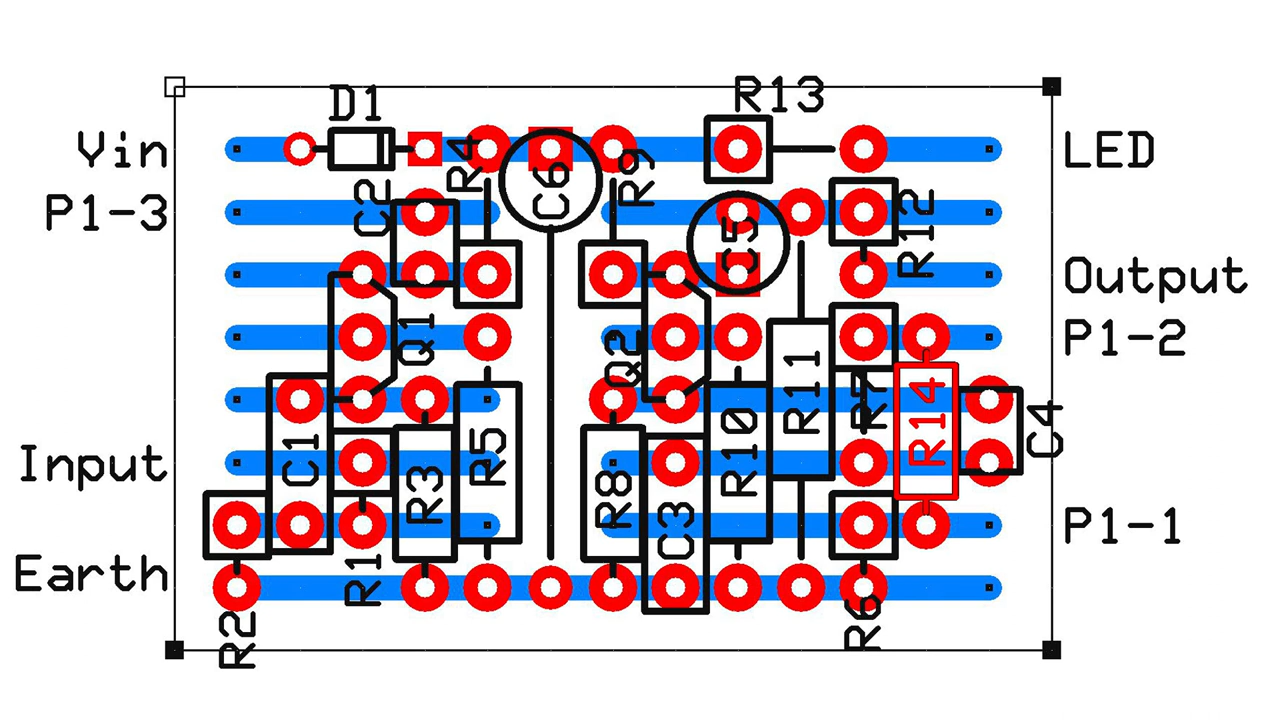 D1
R13
Vin
R4
C6
R9
LED
P1-3
C2
C5
R12
Output
Q1
Q2
P1-2
R11
R7
R14
C4
Input
C1
R3
R5
R8
C3
R10
P1-1
Earth
R1
R2
R6